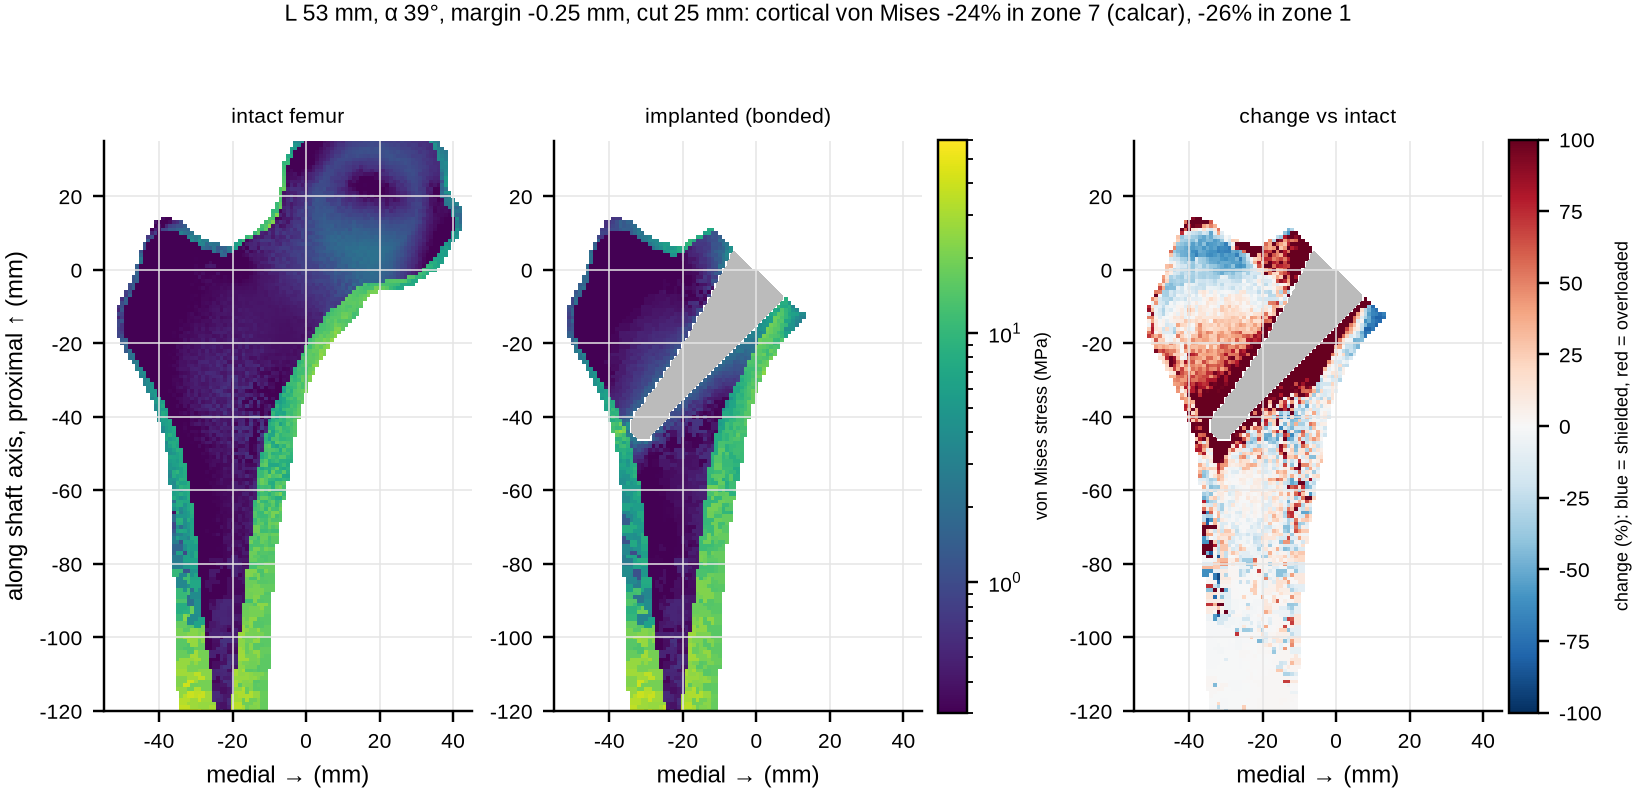 L 53 mm, α 39°, margin -0.25 mm, cut 25 mm: cortical von Mises -24% in zone 7 (calcar), -26% in zone 1
intact femur
implanted (bonded)
change vs intact
along shaft axis, proximal ↑ (mm)
20
0
-20
-40
-60
-80
-100
-120
-40 -20 0 20 40
medial → (mm)
20
0
-20
-40
-60
-80
-100
-120
-40 -20 0 20 40
medial → (mm)
10¹
10⁰
von Mises stress (MPa)
20
0
-20
-40
-60
-80
-100
-120
-40 -20 0 20 40
medial → (mm)
100
75
50
25
0
-25
-50
-75
-100
change (%): blue = shielded, red = overloaded